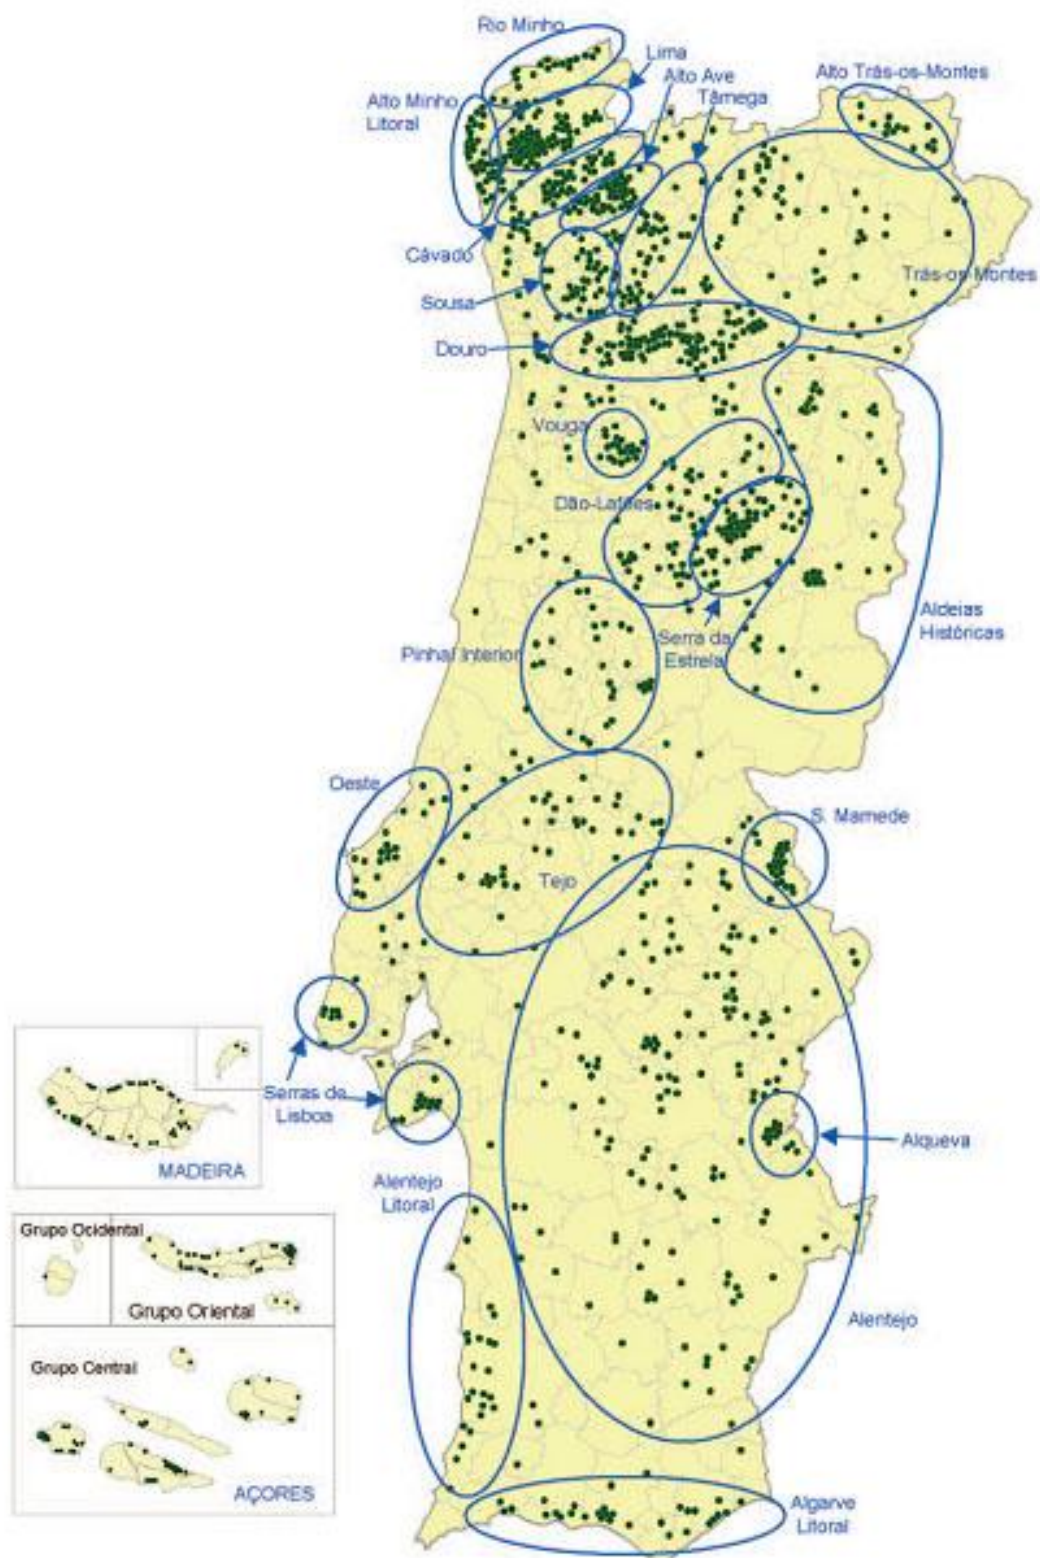 Rio Minho
Lima
Alto Ave
Tâmega
Alto Trás-os-Montes
Alto Minho
Litoral
Cávado
Sousa
Trás-os-Montes
Douro
Vouga
Dão-Lafões
Aldeias
Históricas
Serra da
Estrela
Pinhal Interior
Oeste
S. Mamede
Tejo
Serras de
Lisboa
MADEIRA
Alqueva
Alentejo
Litoral
Grupo Ocidental
Grupo Oriental
Alentejo
Grupo Central
AÇORES
Algarve
Litoral